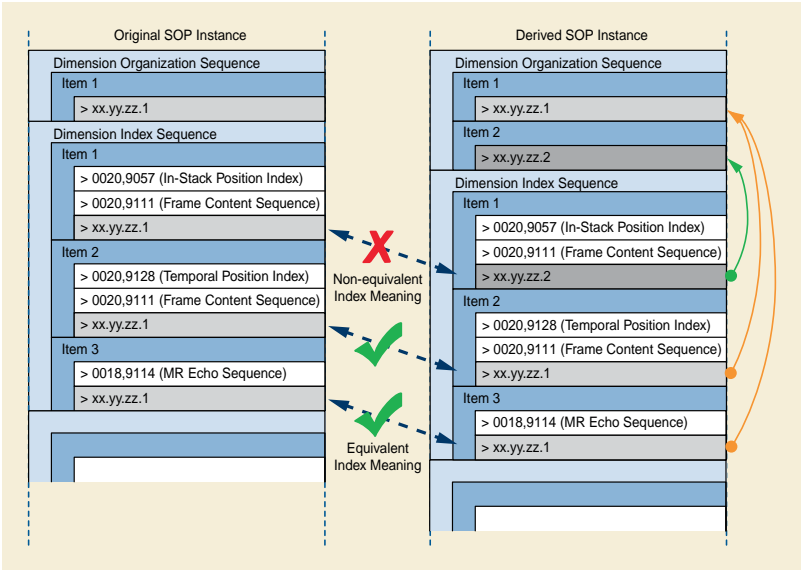 Original SOP Instance
Dimension Organization Sequence
Item 1
> xx.yy.zz.1
Dimension Index Sequence
Item 1
> 0020,9057 (In-Stack Position Index)
> 0020,9111 (Frame Content Sequence)
> xx.yy.zz.1
Item 2
> 0020,9128 (Temporal Position Index)
> 0020,9111 (Frame Content Sequence)
> xx.yy.zz.1
Item 3
> 0018,9114 (MR Echo Sequence)
> xx.yy.zz.1
Non-equivalent
Index Meaning
Equivalent
Index Meaning
Derived SOP Instance
Dimension Organization Sequence
Item 1
> xx.yy.zz.1
Item 2
> xx.yy.zz.2
Dimension Index Sequence
Item 1
> 0020,9057 (In-Stack Position Index)
> 0020,9111 (Frame Content Sequence)
> xx.yy.zz.2
Item 2
> 0020,9128 (Temporal Position Index)
> 0020,9111 (Frame Content Sequence)
> xx.yy.zz.1
Item 3
> 0018,9114 (MR Echo Sequence)
> xx.yy.zz.1